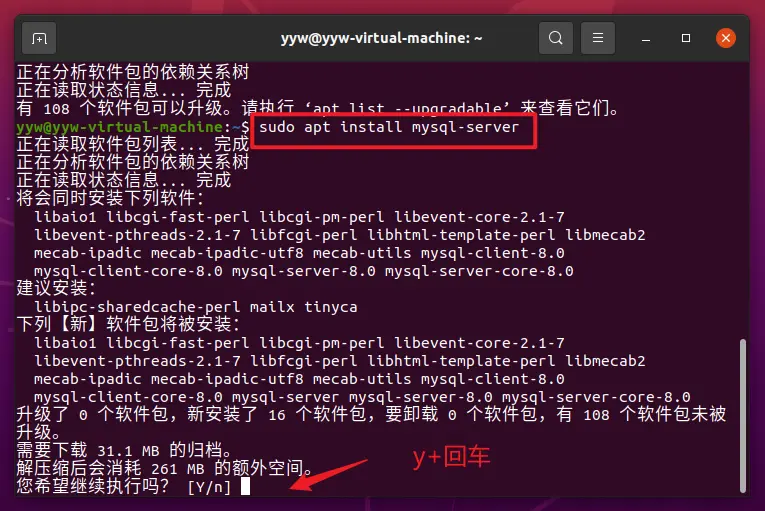 yyw@yyw-virtual-machine: ~
正在分析软件包的依赖关系树
正在读取状态信息... 完成
有 108 个软件包可以升级。请执行 ‘apt list --upgradable’ 来查看它们。
yyw@yyw-virtual-machine:~$ sudo apt install mysql-server
正在读取软件包列表... 完成
正在分析软件包的依赖关系树
正在读取状态信息... 完成
将会同时安装下列软件：
libaio1 libcgi-fast-perl libcgi-pm-perl libevent-core-2.1-7
libevent-pthreads-2.1-7 libfcgi-perl libhtml-template-perl libmecab2
mecab-ipadic mecab-ipadic-utf8 mecab-utils mysql-client-8.0
mysql-client-core-8.0 mysql-server-8.0 mysql-server-core-8.0
建议安装：
libipc-sharedcache-perl mailx tinyca
下列【新】软件包将被安装：
libaio1 libcgi-fast-perl libcgi-pm-perl libevent-core-2.1-7
libevent-pthreads-2.1-7 libfcgi-perl libhtml-template-perl libmecab2
mecab-ipadic mecab-ipadic-utf8 mecab-utils mysql-client-8.0
mysql-client-core-8.0 mysql-server mysql-server-8.0 mysql-server-core-8.0
升级了 0 个软件包，新安装了 16 个软件包，要卸载 0 个软件包，有 108 个软件包未被
升级。
需要下载 31.1 MB 的归档。
解压缩后会消耗 261 MB 的额外空间。
您希望继续执行吗？ [Y/n]
y+回车